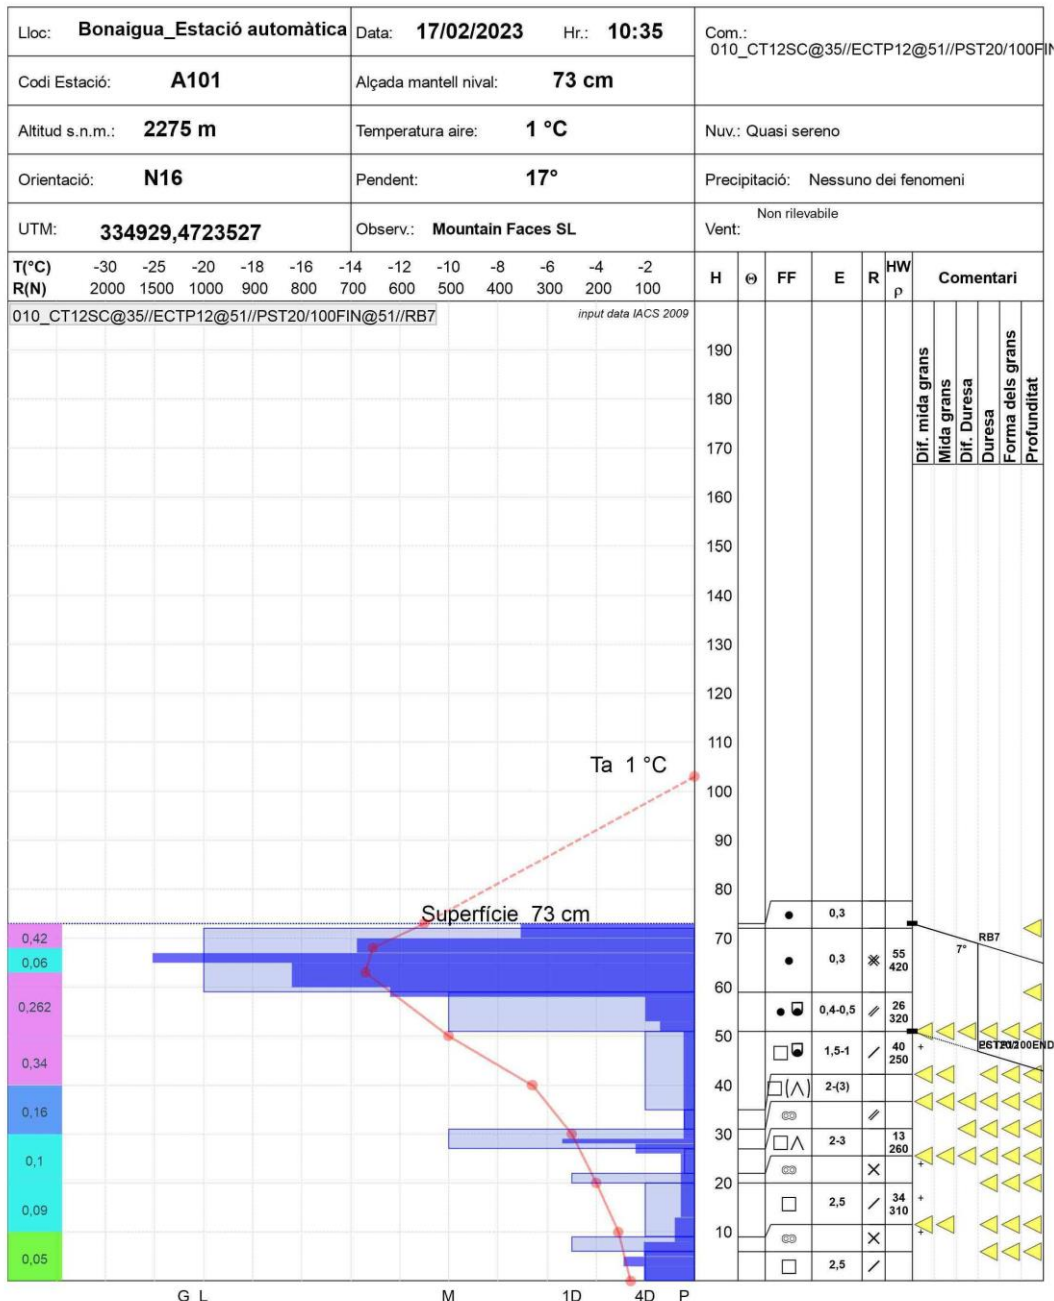 Lloc: Bonaigua_Estació automàtica Data: 17/02/2023 Hr.: 10:35 Com.:
010_CT12SC@35//ECTP12@51//PST20/100FIN
Codi Estació: A101 Alçada mantell nival: 73 cm
Altitud s.n.m.: 2275 m Temperatura aire: 1 °C Nuv.: Quasi sereno
Orientació: N16 Pendent: 17° Precipitació: Nessuno dei fenomeni
UTM: 334929,4723527 Observ.: Mountain Faces SL Vent: Non rilevabile
T(°C) -30 -25 -20 -18 -16 -14 -12 -10 -8 -6 -4 -2
R(N) 2000 1500 1000 900 800 700 600 500 400 300 200 100
H Θ FF E R HW ρ Comentari
010_CT12SC@35//ECTP12@51//PST20/100FIN@51//RB7 input data IACS 2009
Dif. mida grans
Mida grans
Dif. Duresa
Duresa
Forma dels grans
Profunditat
190
180
170
160
150
140
130
120
110
Ta 1 °C
100
90
80
Superfície 73 cm
0,3
0,42 70 RB7
7°
0,06 0,3 55
420
60
0,262 0,4-0,5 26
320
50
1,5-1 40
250
0,34
40 2-(3)
0,16
30 2-3 13
260
0,1
20
2,5 34
310
0,09
10
0,05 2,5
G L M 1D 4D P